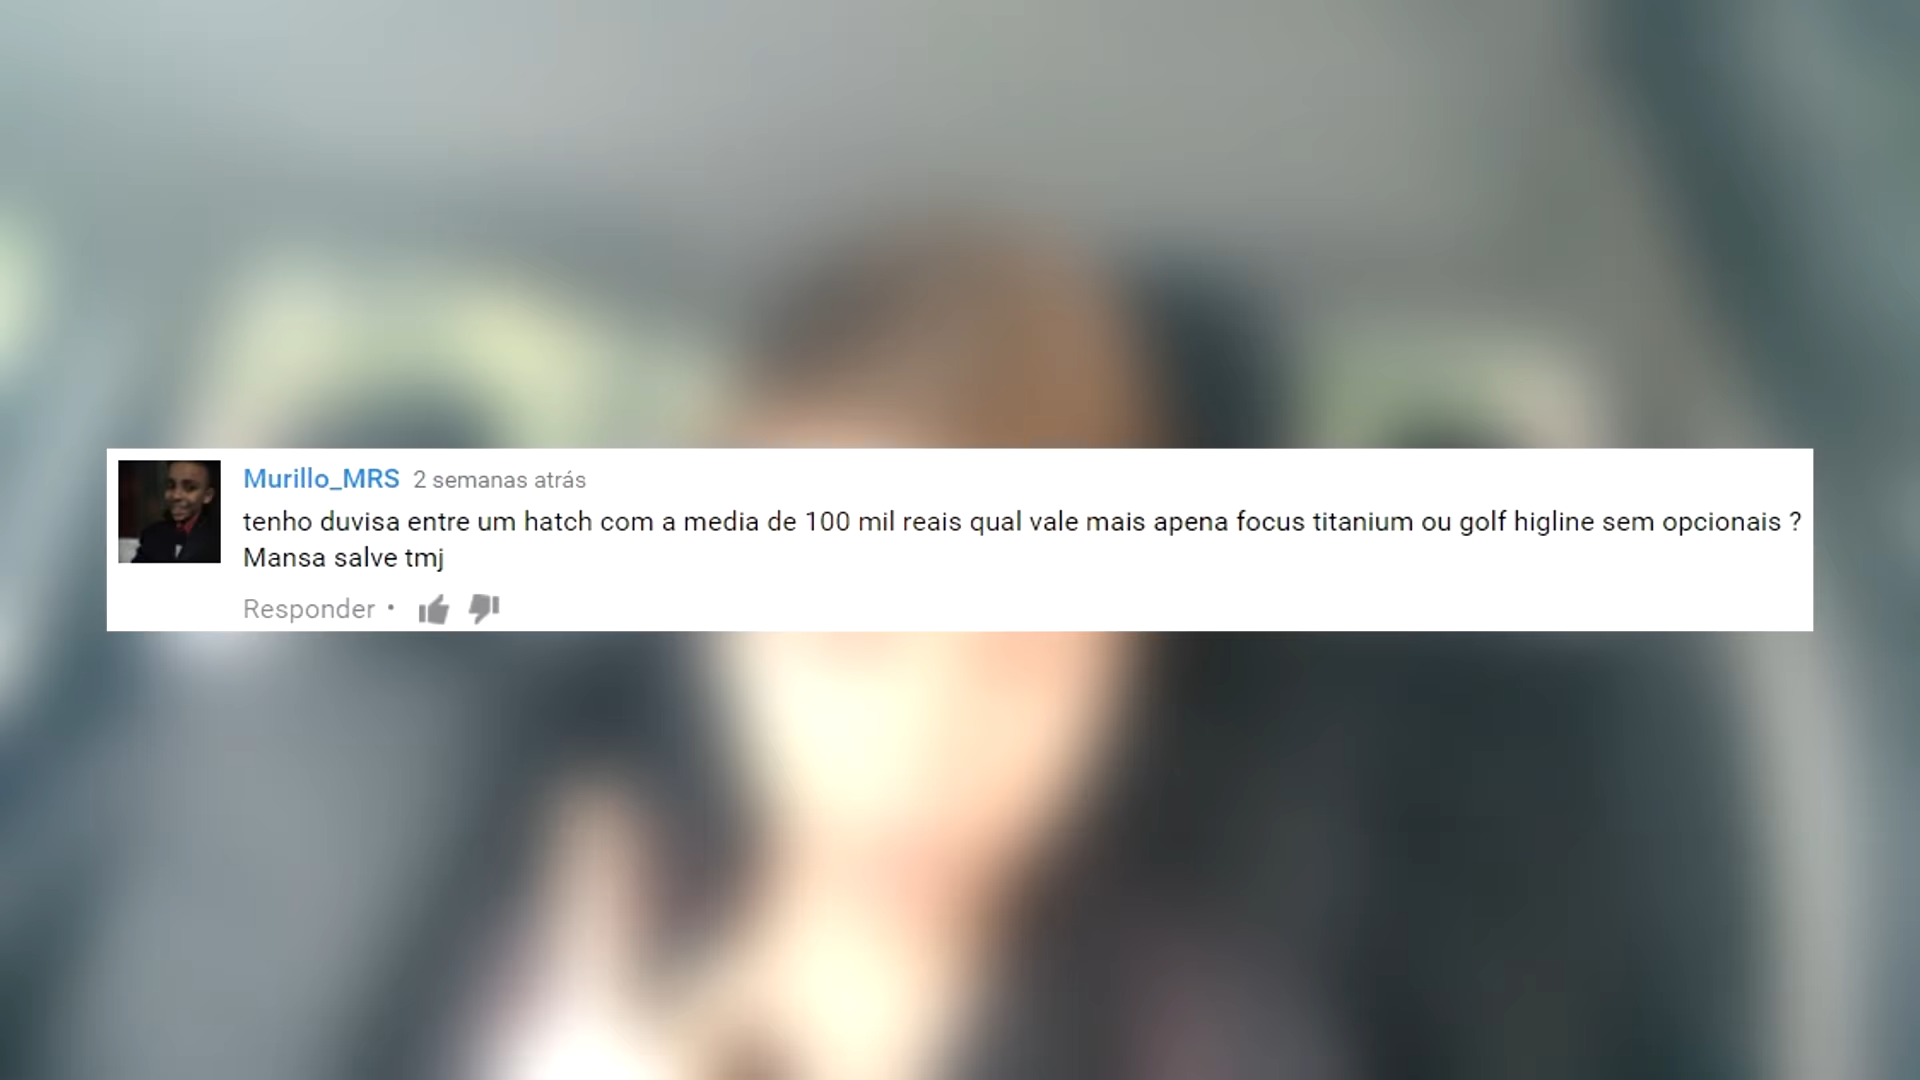 Murillo_MRS 2 semanas atrás
tenho duvisa entre um hatch com a media de 100 mil reais qual vale mais apena focus titanium ou golf higline sem opcionais ?
Mansa salve tmj
Responder •